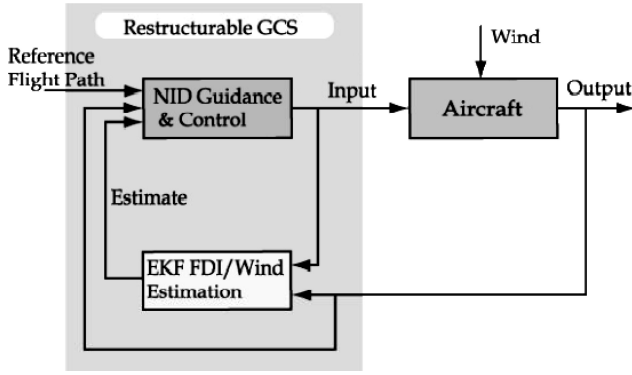 Restructurable GCS
Reference
Flight Path
NID Guidance
& Control
Input
Wind
Aircraft
Output
Estimate
EKF FDI/Wind
Estimation